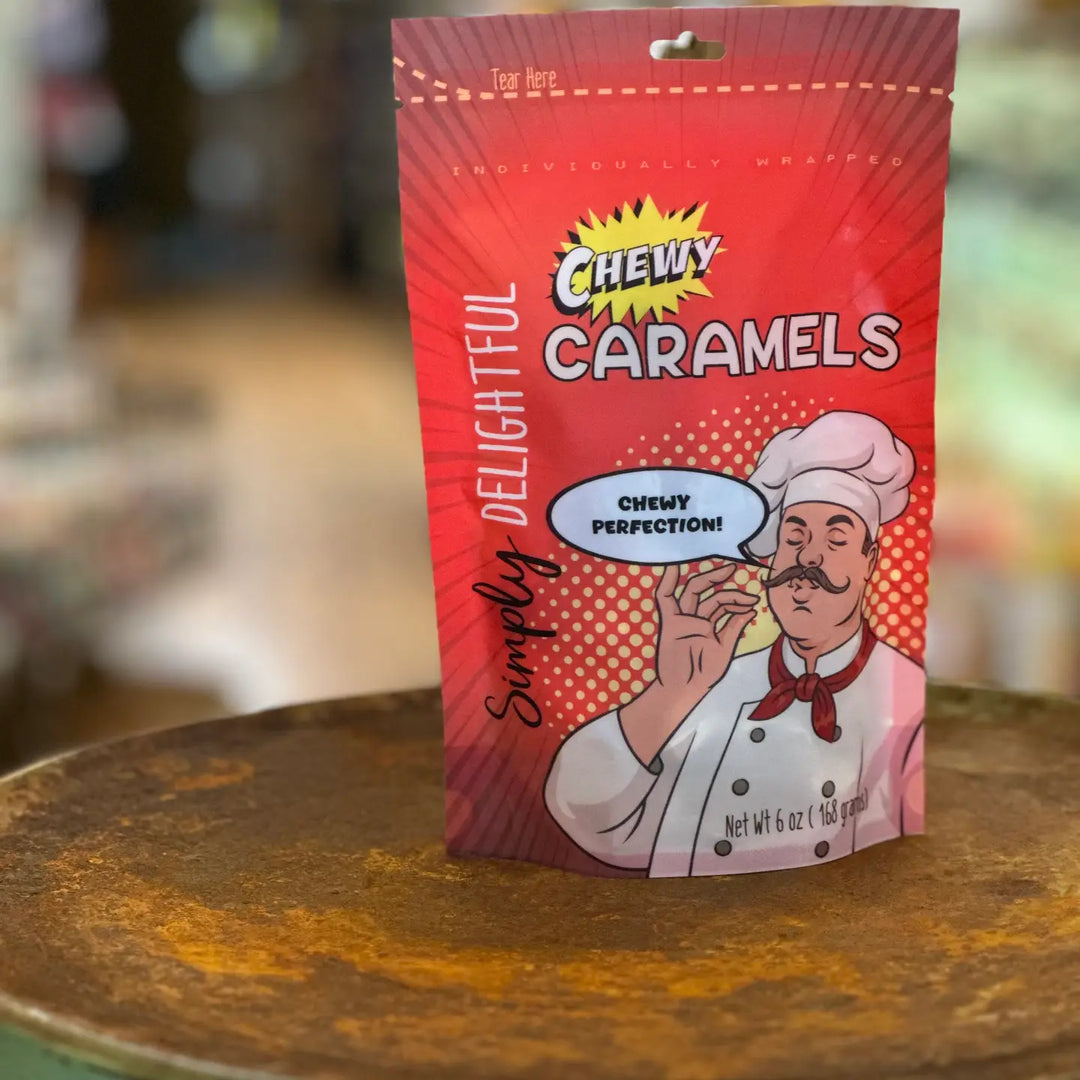 Tear Here
INDIVIDUALLY WRAPPED
CHEWY
CARAMELS
Simply DELIGHTFUL
CHEWY
PERFECTION!
Net Wt 6 oz ( 168 grams)